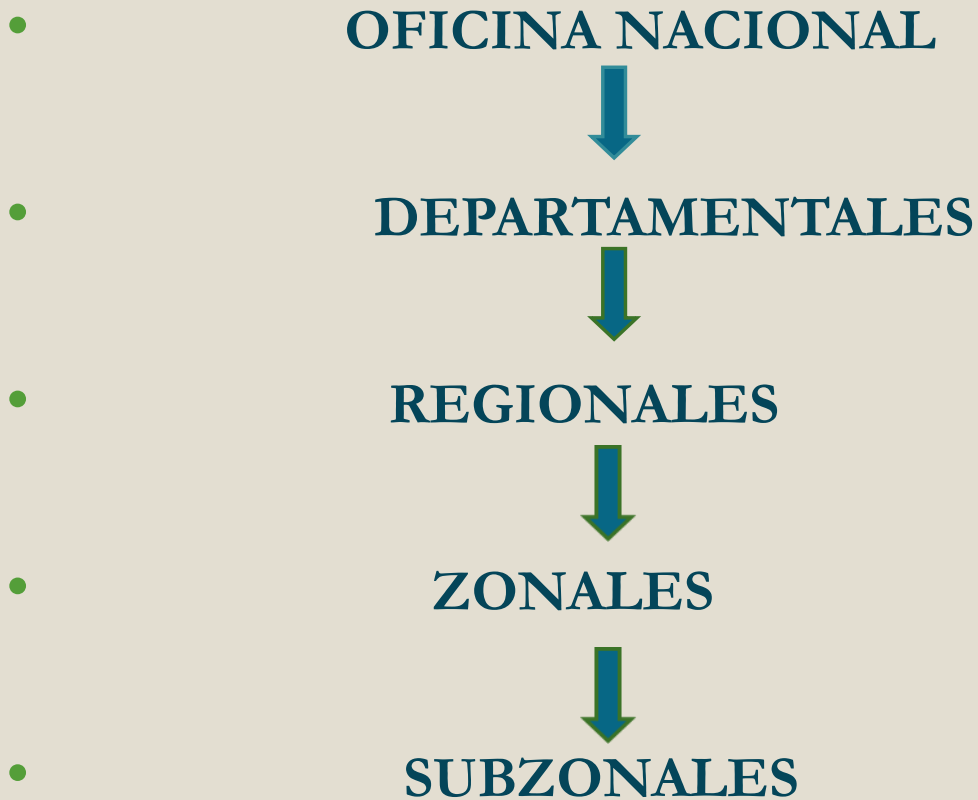 OFICINA NACIONAL
DEPARTAMENTALES
REGIONALES
ZONALES
SUBZONALES